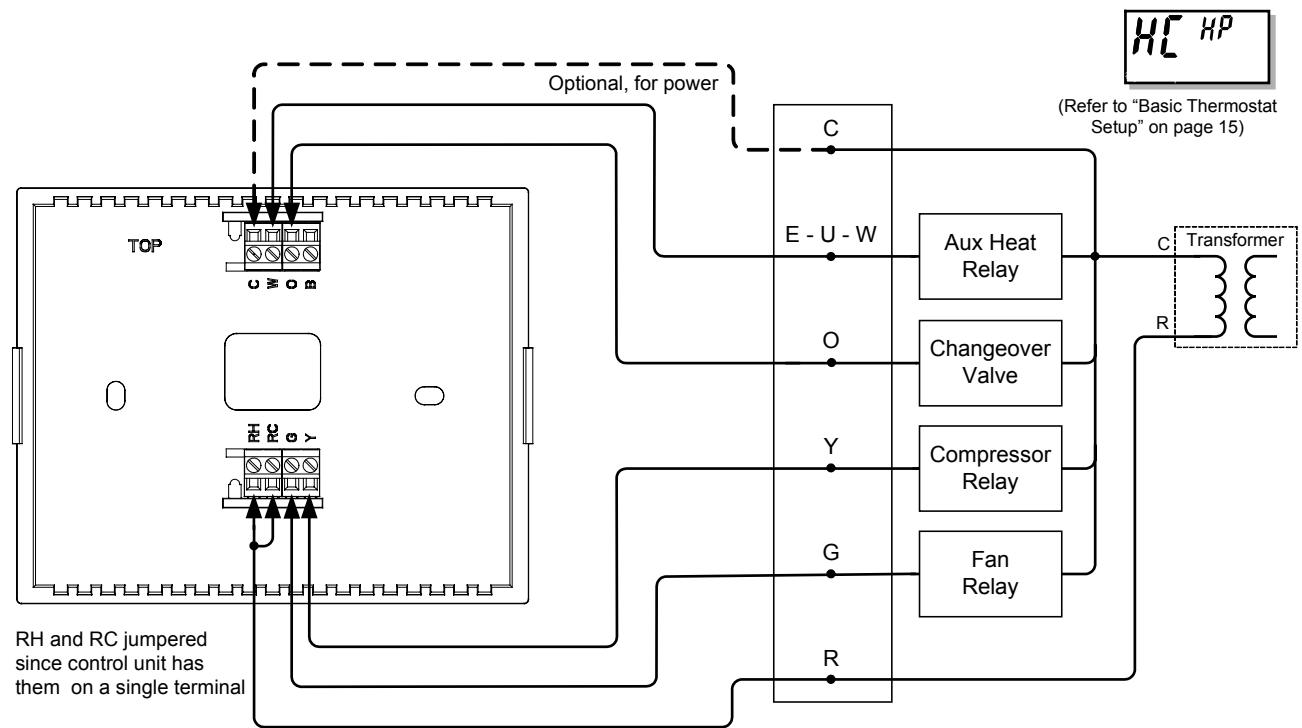 HC HP
(Refer to “Basic Thermostat
Setup” on page 15)
Optional, for power
C
E - U - W
O
Y
G
R
Aux Heat
Relay
Changeover
Valve
Compressor
Relay
Fan
Relay
Transformer
C
R
TOP
C
W
O
B
RH
RC
G
Y
RH and RC jumpered
since control unit has
them on a single terminal